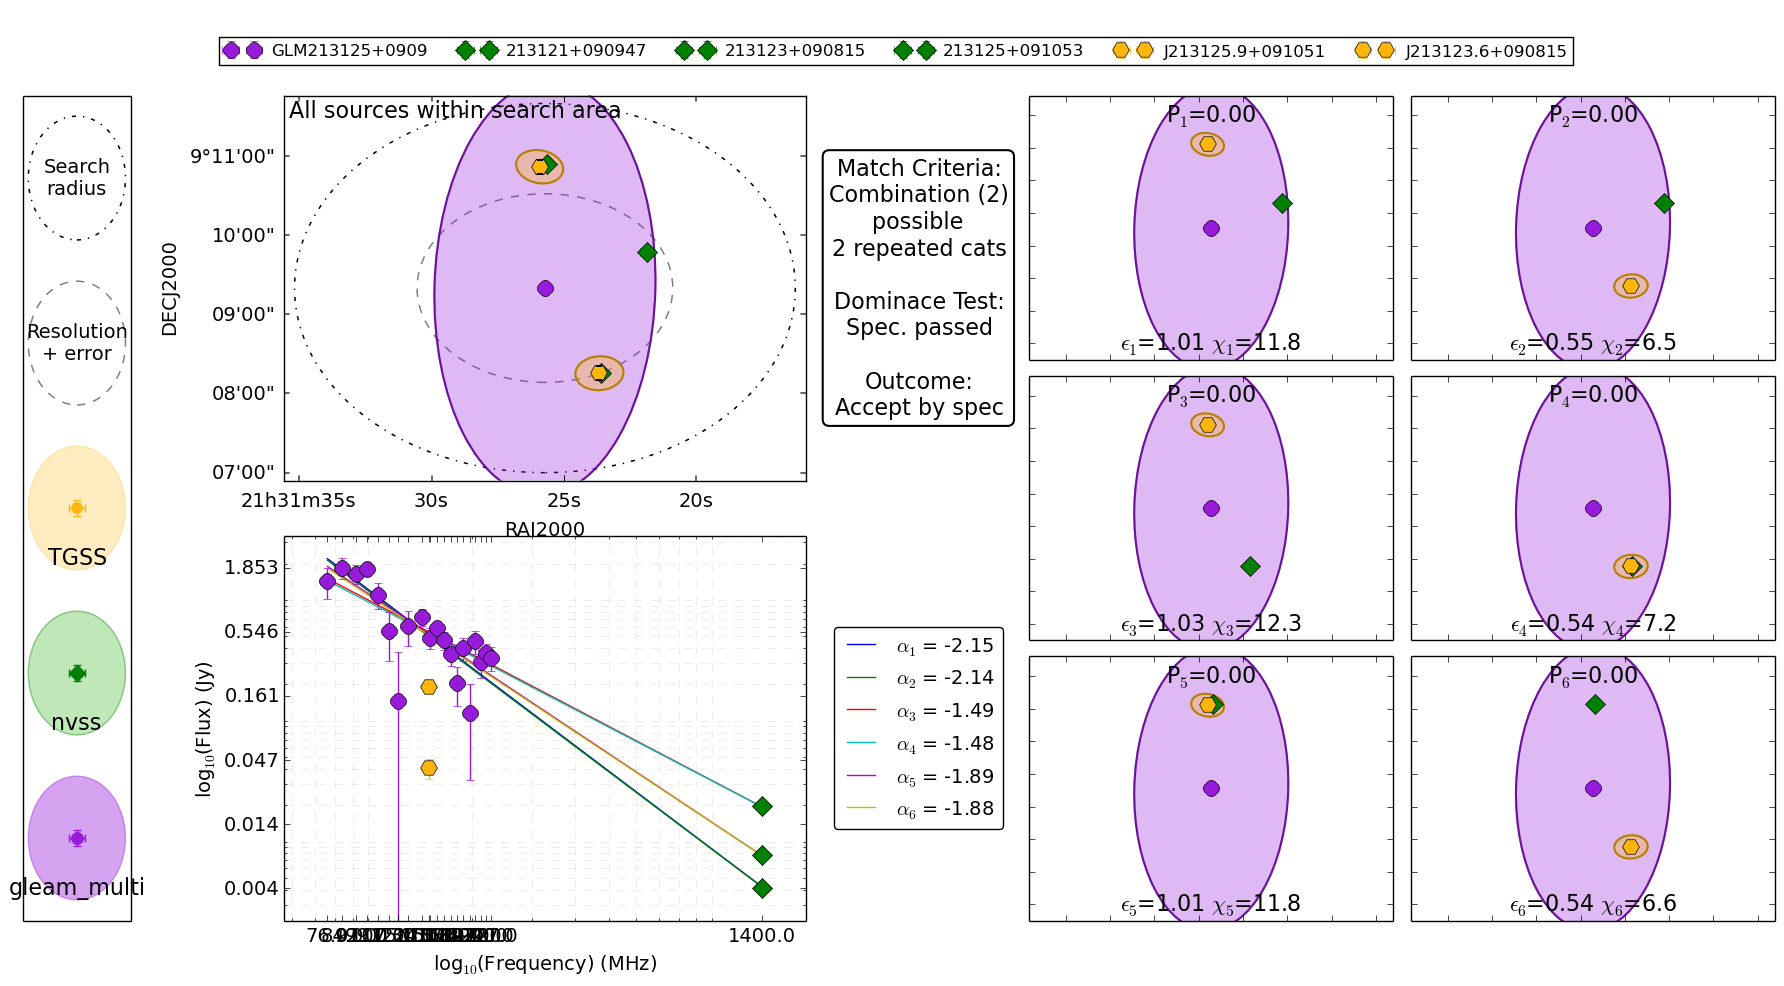 GLM213125+0909 213121+090947 213123+090815 213125+091053 J213125.9+091051 J213123.6+090815
Search
radius
Resolution
+ error
TGSS
nvss
gleam_multi
All sources within search area
DECJ2000
9°11'00"
10'00"
09'00"
08'00"
07'00"
21h31m35s 30s 25s 20s
RAJ2000
Match Criteria:
Combination (2)
possible
2 repeated cats
Dominace Test:
Spec. passed
Outcome:
Accept by spec
log₁₀(Flux) (Jy)
1.853
0.546
0.161
0.047
0.014
0.004
1400.0
log₁₀(Frequency) (MHz)
α₁ = -2.15
α₂ = -2.14
α₃ = -1.49
α₄ = -1.48
α₅ = -1.89
α₆ = -1.88
P₁=0.00
ϵ₁=1.01 χ₁=11.8
P₂=0.00
ϵ₂=0.55 χ₂=6.5
P₃=0.00
ϵ₃=1.03 χ₃=12.3
P₄=0.00
ϵ₄=0.54 χ₄=7.2
P₅=0.00
ϵ₅=1.01 χ₅=11.8
P₆=0.00
ϵ₆=0.54 χ₆=6.6